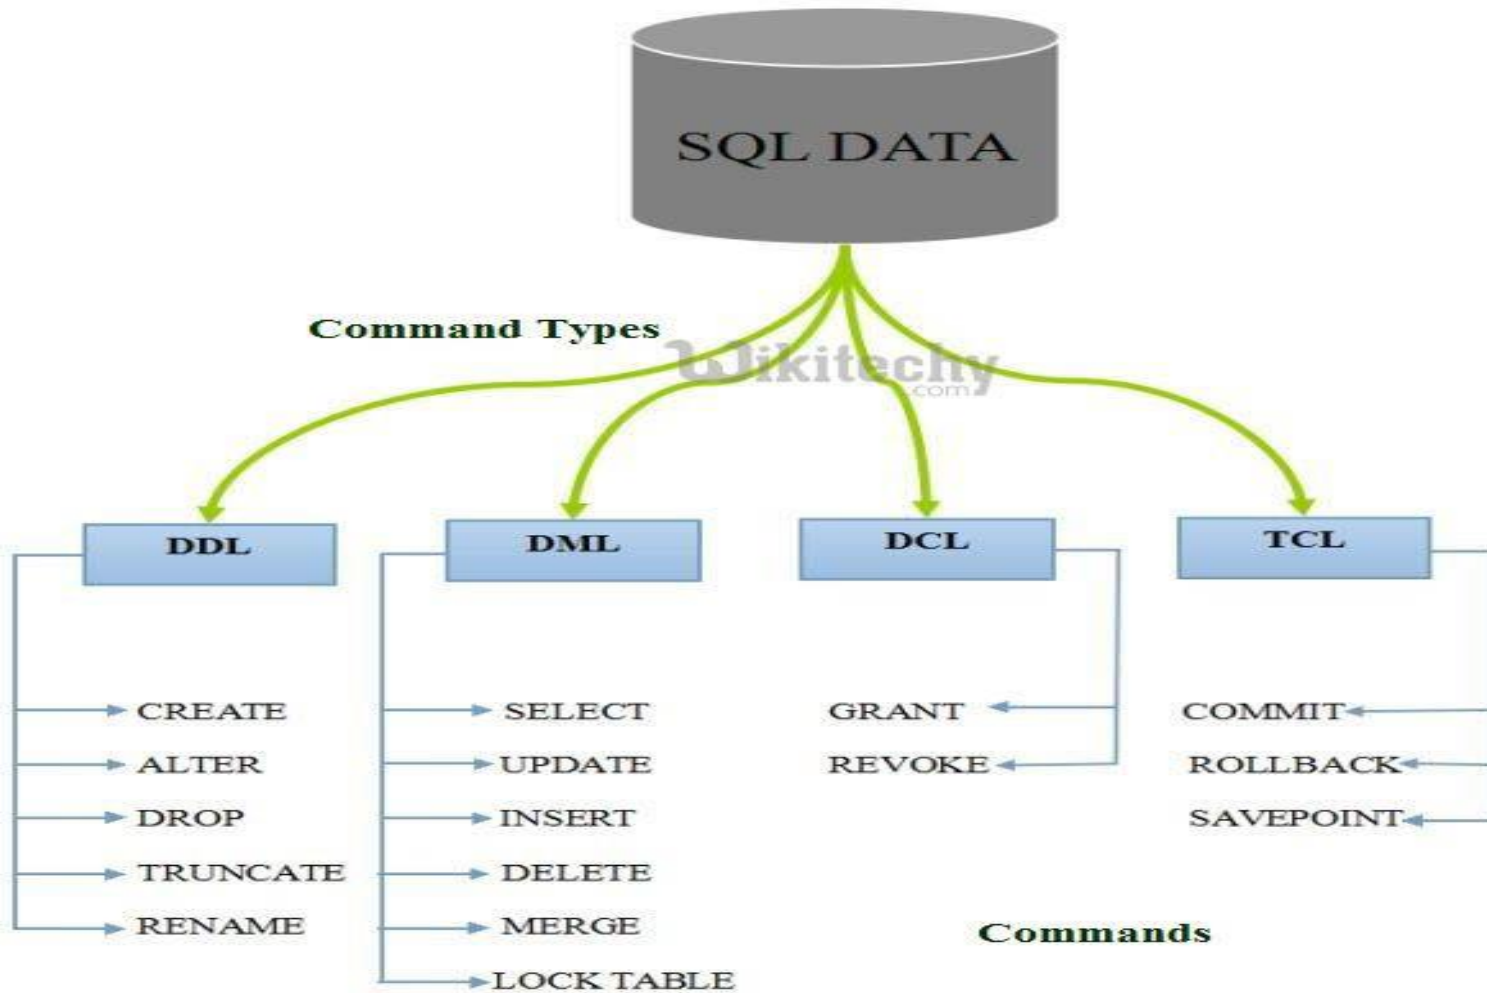 SQL DATA
Command Types
Wikitechy
.com
DDL
DML
DCL
TCL
CREATE
ALTER
DROP
TRUNCATE
RENAME
SELECT
UPDATE
INSERT
DELETE
MERGE
LOCK TABLE
GRANT
REVOKE
COMMIT
ROLLBACK
SAVEPOINT
Commands